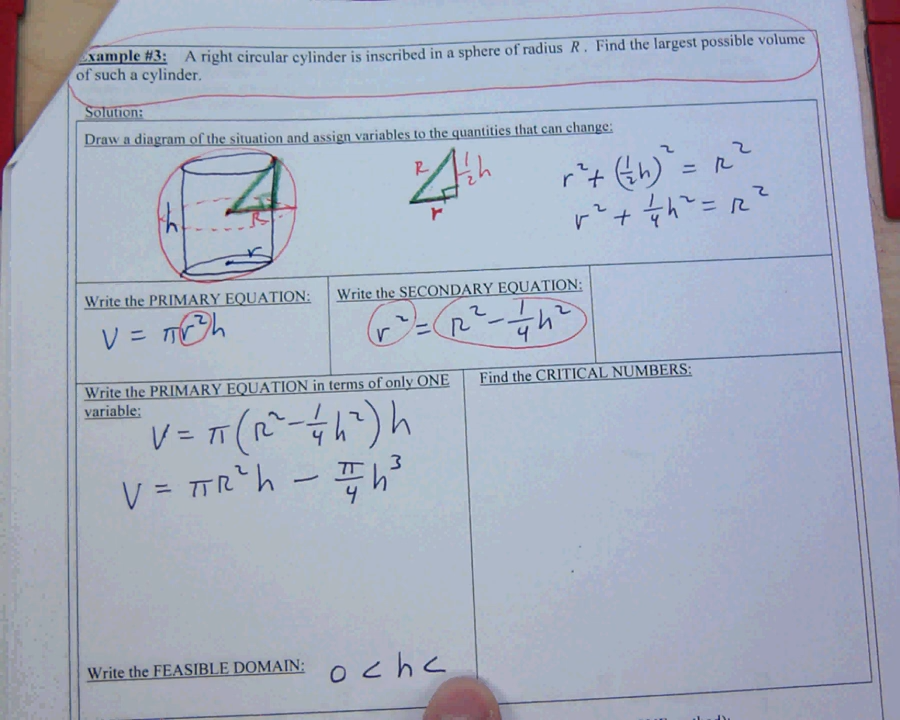 Example #3: A right circular cylinder is inscribed in a sphere of radius R. Find the largest possible volume
of such a cylinder.
Solution:
Draw a diagram of the situation and assign variables to the quantities that can change:
h R r
R ½h r
r² + (½h)² = R²
r² + ¼h² = R²
Write the PRIMARY EQUATION:
V = πr²h
Write the SECONDARY EQUATION:
r² = R² − ¼h²
Write the PRIMARY EQUATION in terms of only ONE
variable:
V = π(R² − ¼h²)h
V = πR²h − π/4 h³
Write the FEASIBLE DOMAIN: 0 < h <
Find the CRITICAL NUMBERS: